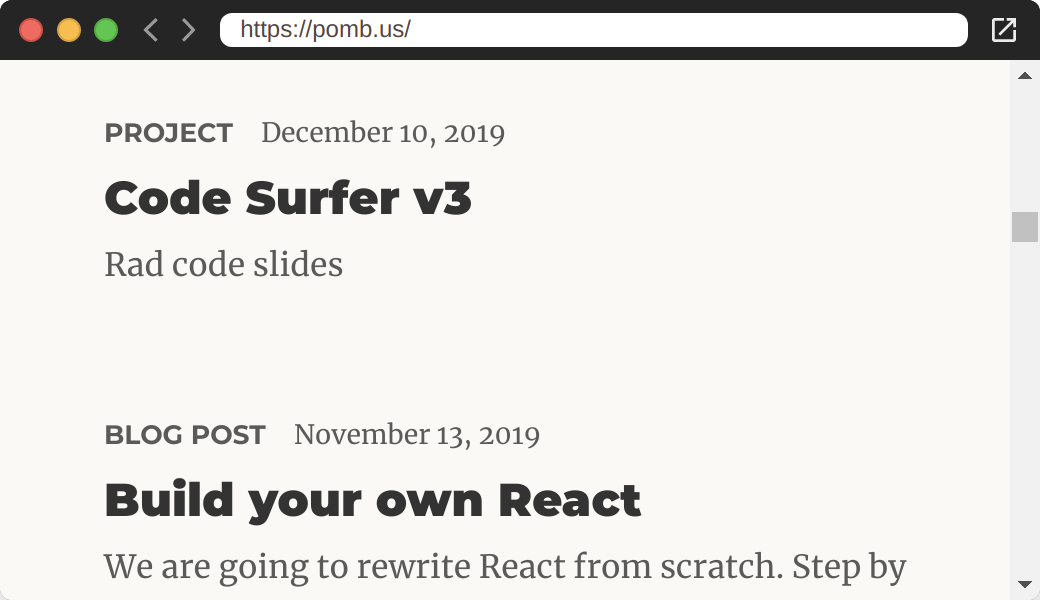 https://pomb.us/
PROJECT December 10, 2019
Code Surfer v3
Rad code slides
BLOG POST November 13, 2019
Build your own React
We are going to rewrite React from scratch. Step by